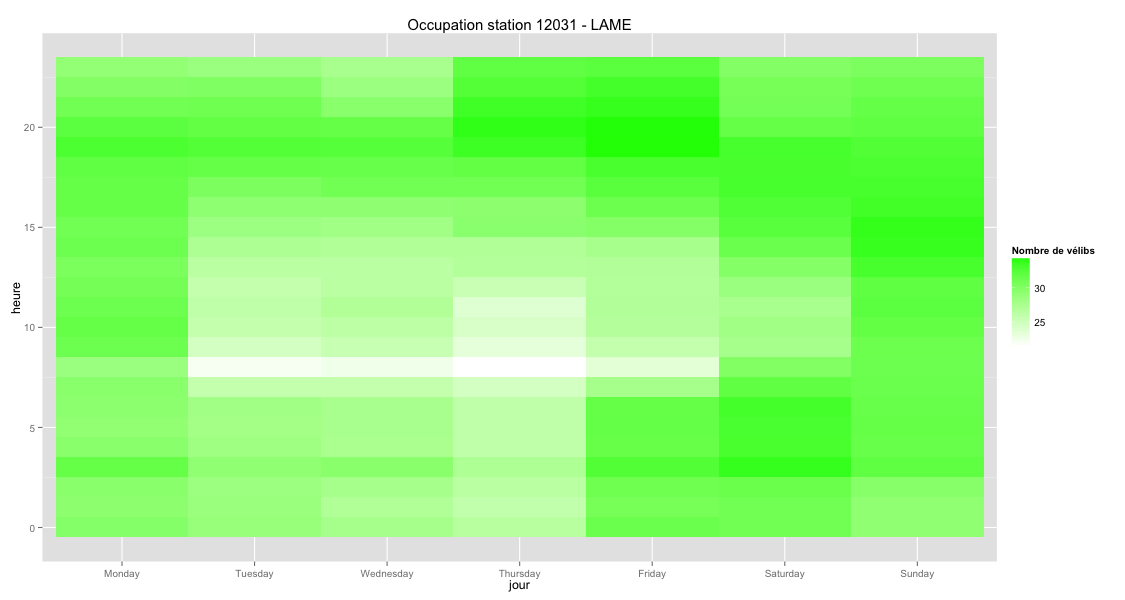 Occupation station 12031 - LAME
heure
20
15
10
5
0
Monday Tuesday Wednesday Thursday Friday Saturday Sunday
jour
Nombre de vélibs
30
25